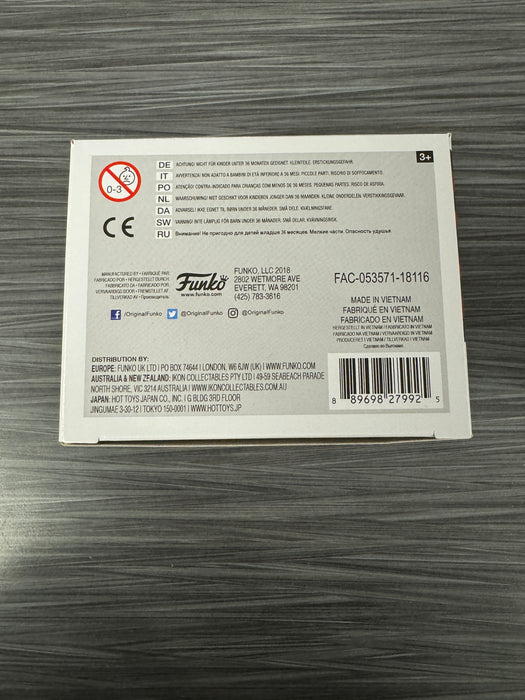 0-3
CE
DE ACHTUNG! NICHT FÜR KINDER UNTER 36 MONATEN GEEIGNET. KLEINTEILE. ERSTICKUNGSGEFAHR.
IT AVVERTENZA! NON ADATTO A BAMBINI DI ETÀ INFERIORE A 36 MESI. PICCOLE PARTI. RISCHIO DI SOFFOCAMENTO.
PO ATENÇÃO! CONTRA-INDICADO PARA CRIANÇAS COM MENOS DE 36 MESES. PEQUENAS PARTES. RISCO DE ASFIXIA.
NL WAARSCHUWING! NIET GESCHIKT VOOR KINDEREN JONGER DAN 36 MAANDEN. KLEINE ONDERDELEN. VERSTIKKINGSGEVAAR.
DA ADVARSEL! IKKE EGNET TIL BØRN UNDER 36 MÅNEDER. SMÅ DELE. KVÆLNINGSFARE.
SW VARNING! INTE LÄMPLIG FÖR BARN UNDER 36 MÅNADER. SMÅ DELAR. KVÄVNINGSRISK.
RU Внимание! Не пригодно для детей младше 36 месяцев. Мелкие части. Опасность удушья.
3+
MANUFACTURED BY • FABRIQUÉ PAR
FABRICADO POR • HERGESTELLT DURCH
FABRICATO DA • FABRICADO POR
VERVAARDIGD DOOR • FREMSTILLET AF
TILLVERKAD AV • Производитель
Funko
www.funko.com
FUNKO, LLC 2018
2802 WETMORE AVE
EVERETT, WA 98201
(425) 783-3616
/OriginalFunko /OriginalFunko @OriginalFunko
FAC-053571-18116
MADE IN VIETNAM
FABRIQUÉ EN VIETNAM
FABRICADO EN VIETNAM
HERGESTELLT IN VIETNAM / FABBRICATO IN VIETNAM
FABRICADO NO VIETNAM / VERVAARDIGD IN VIETNAM
FREMSTILLET I VIETNAM / TILLVERKAD I VIETNAM
Сделано во Вьетнаме
DISTRIBUTION BY:
EUROPE: FUNKO UK LTD | PO BOX 74644 | LONDON, W6 6JW (UK) | WWW.FUNKO.COM
AUSTRALIA & NEW ZEALAND: IKON COLLECTABLES PTY LTD | 49-59 SEABEACH PARADE
NORTH SHORE, VIC 3214 AUSTRALIA | WWW.IKONCOLLECTABLES.COM.AU
JAPAN: HOT TOYS JAPAN CO., INC. | G BLDG 3RD FLOOR
JINGUMAE 3-30-12 | TOKYO 150-0001 | WWW.HOTTOYS.JP
8 89698 27992 5